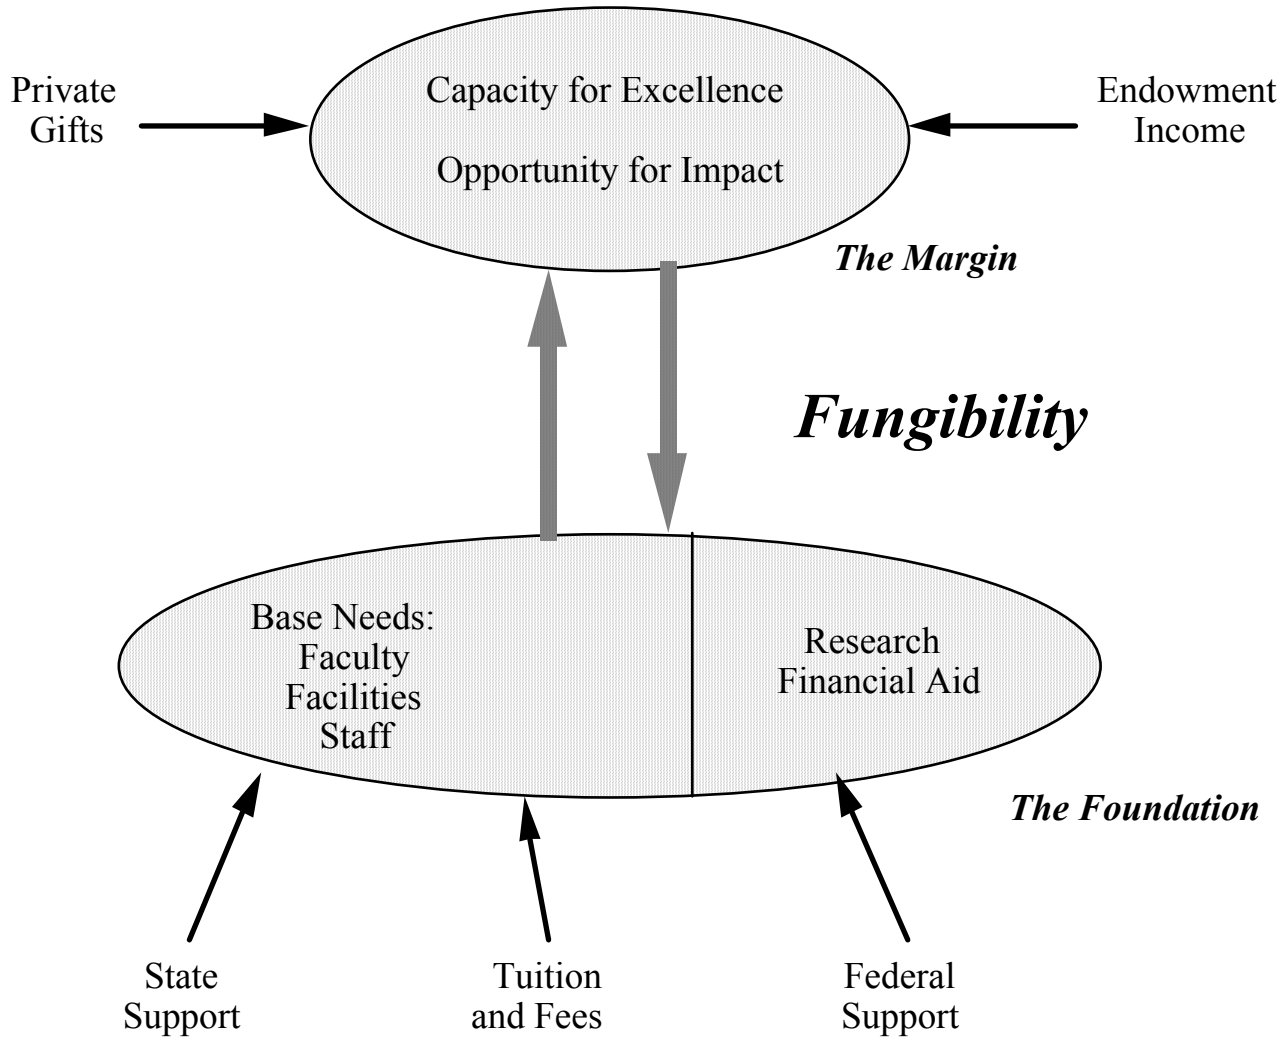 Private
Gifts
Capacity for Excellence
Opportunity for Impact
Endowment
Income
The Margin
Fungibility
Base Needs:
Faculty
Facilities
Staff
Research
Financial Aid
The Foundation
State
Support
Tuition
and Fees
Federal
Support